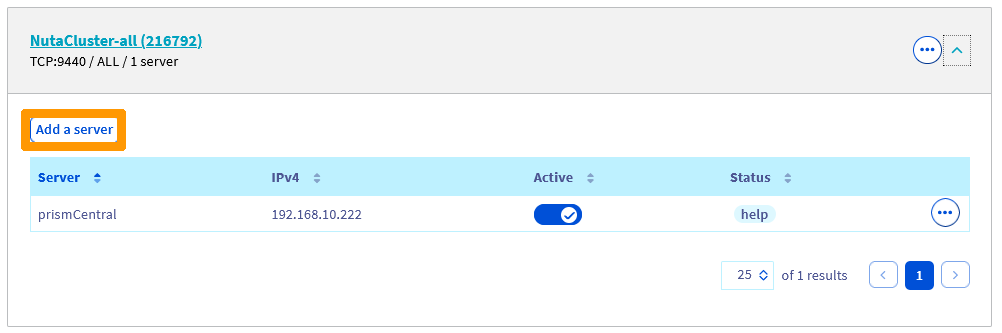 NutaCluster-all (216792)
TCP:9440 / ALL / 1 server
Add a server
Server IPv4 Active Status
prismCentral 192.168.10.222 help
25 of 1 results 1